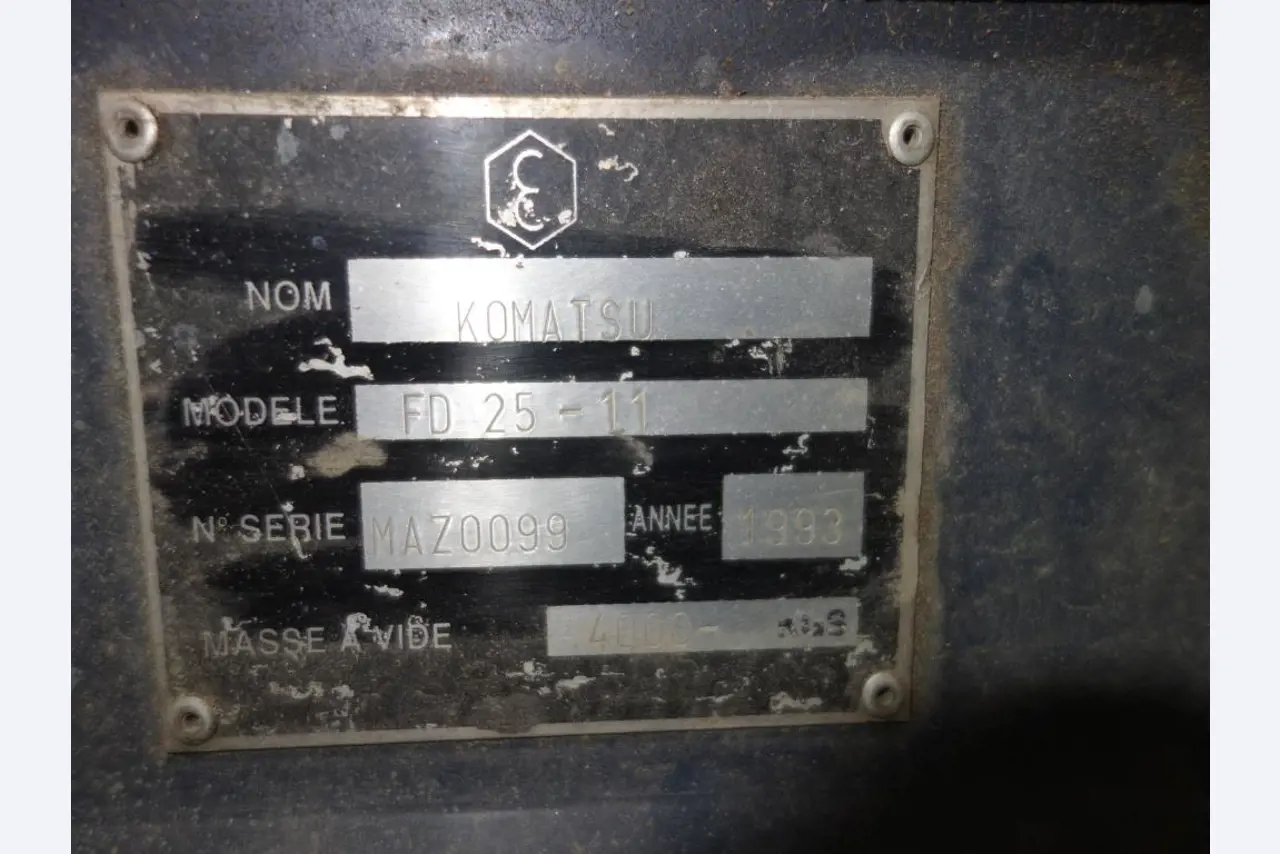 NOM KOMATSU
MODELE FD 25-11
N° SERIE MAZ0099 ANNEE 1993
MASSE A VIDE 4000-